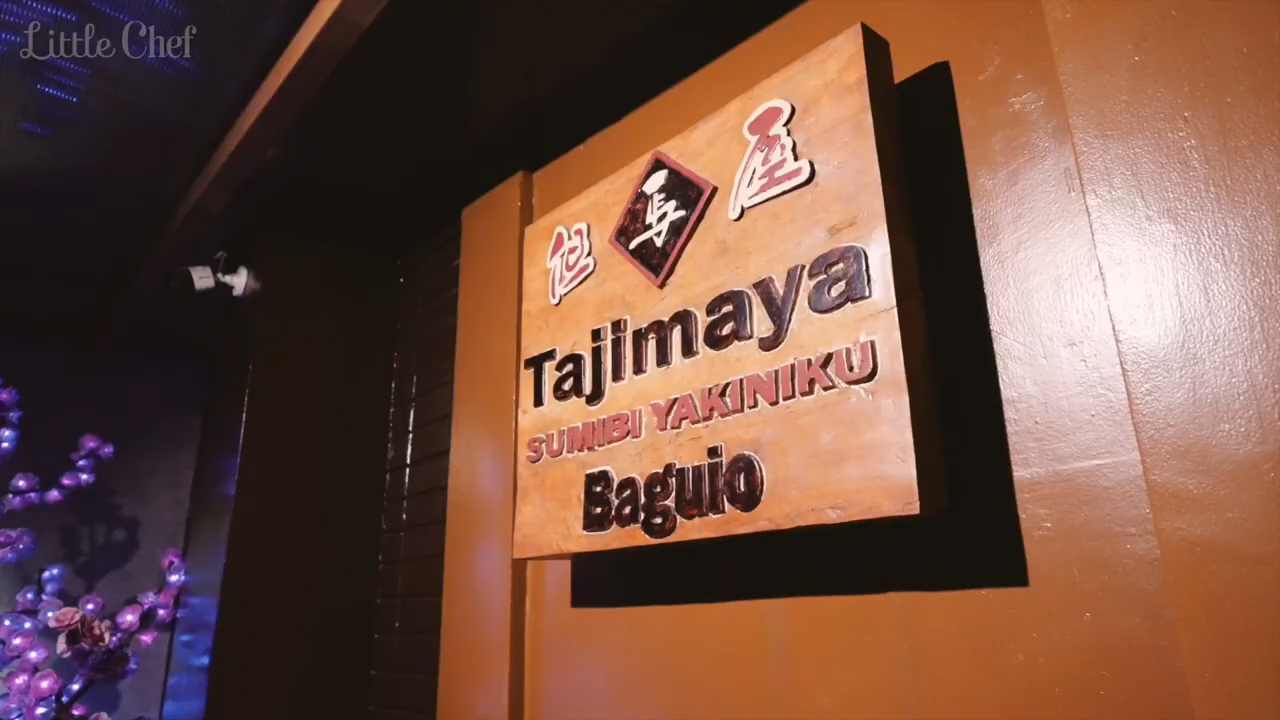 Little Chef
但馬屋
Tajimaya
SUMIBI YAKINIKU
Baguio